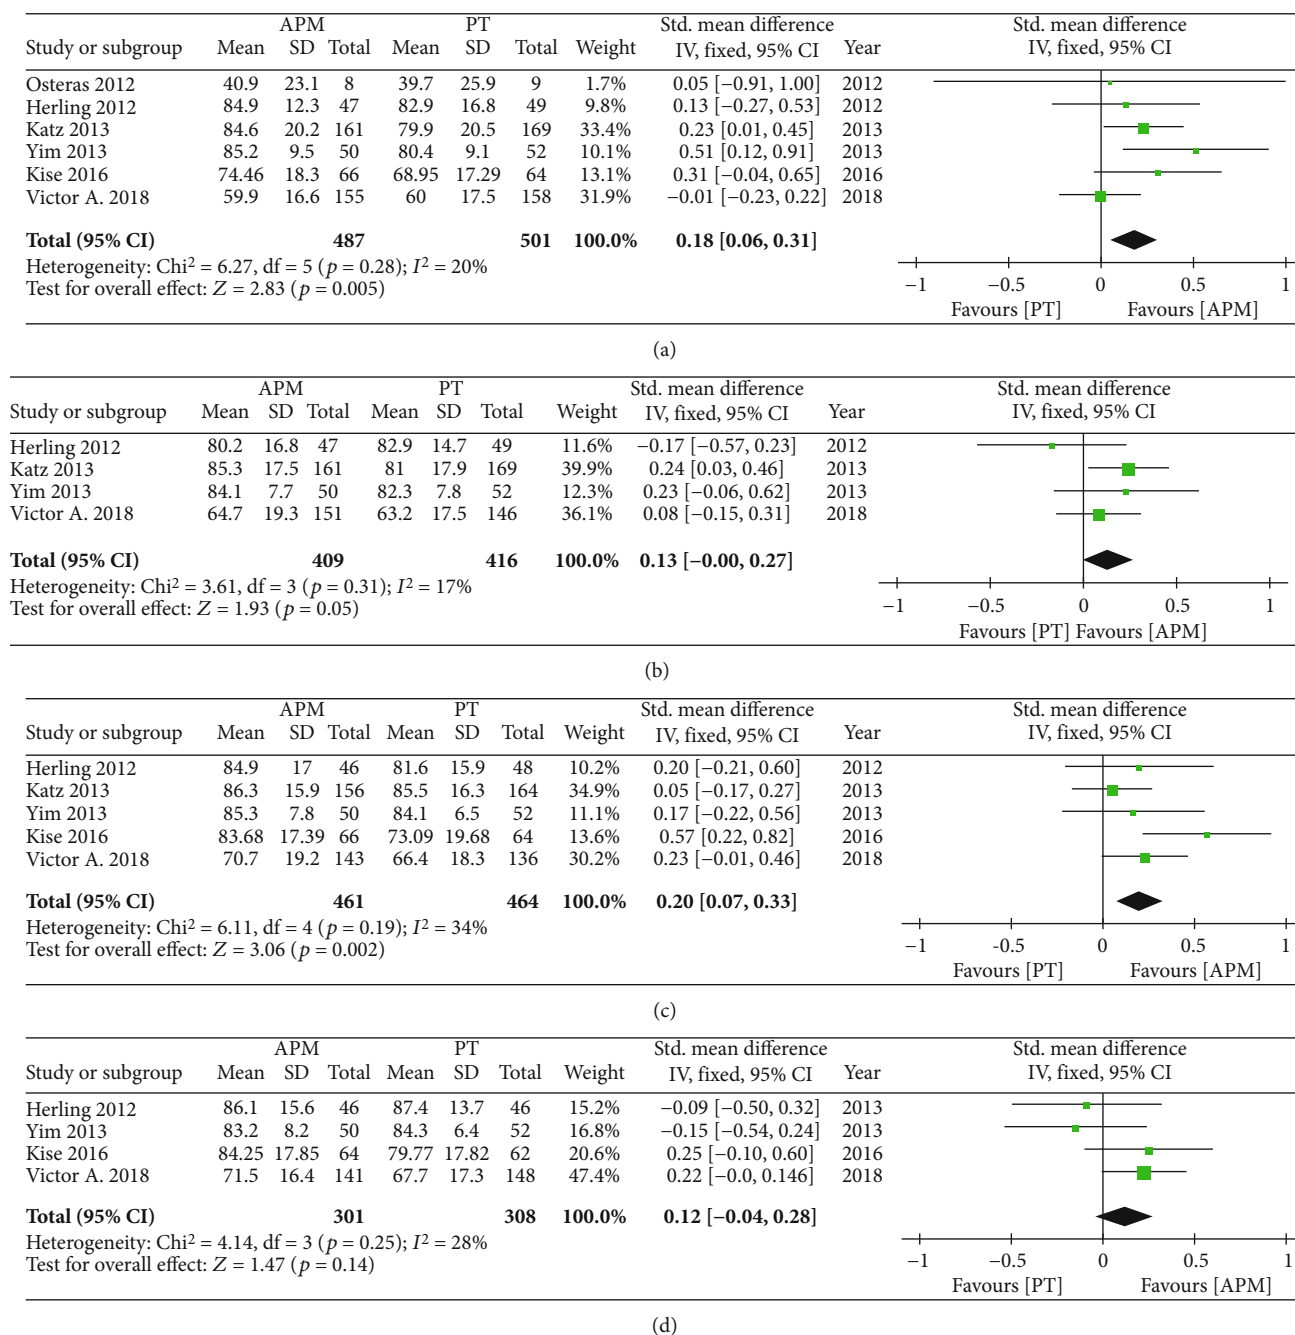 APM PT Std. mean difference Std. mean difference
Study or subgroup Mean SD Total Mean SD Total Weight IV, fixed, 95% CI Year IV, fixed, 95% CI
Osteras 2012 40.9 23.1 8 39.7 25.9 9 1.7% 0.05 [−0.91, 1.00] 2012
Herling 2012 84.9 12.3 47 82.9 16.8 49 9.8% 0.13 [−0.27, 0.53] 2012
Katz 2013 84.6 20.2 161 79.9 20.5 169 33.4% 0.23 [0.01, 0.45] 2013
Yim 2013 85.2 9.5 50 80.4 9.1 52 10.1% 0.51 [0.12, 0.91] 2013
Kise 2016 74.46 18.3 66 68.95 17.29 64 13.1% 0.31 [−0.04, 0.65] 2016
Victor A. 2018 59.9 16.6 155 60 17.5 158 31.9% −0.01 [−0.23, 0.22] 2018
Total (95% CI) 487 501 100.0% 0.18 [0.06, 0.31]
Heterogeneity: Chi² = 6.27, df = 5 (p = 0.28); I² = 20%
Test for overall effect: Z = 2.83 (p = 0.005)
−1 −0.5 0 0.5 1
Favours [PT] Favours [APM]
(a)
APM PT Std. mean difference Std. mean difference
Study or subgroup Mean SD Total Mean SD Total Weight IV, fixed, 95% CI Year IV, fixed, 95% CI
Herling 2012 80.2 16.8 47 82.9 14.7 49 11.6% −0.17 [−0.57, 0.23] 2012
Katz 2013 85.3 17.5 161 81 17.9 169 39.9% 0.24 [0.03, 0.46] 2013
Yim 2013 84.1 7.7 50 82.3 7.8 52 12.3% 0.23 [−0.06, 0.62] 2013
Victor A. 2018 64.7 19.3 151 63.2 17.5 146 36.1% 0.08 [−0.15, 0.31] 2018
Total (95% CI) 409 416 100.0% 0.13 [−0.00, 0.27]
Heterogeneity: Chi² = 3.61, df = 3 (p = 0.31); I² = 17%
Test for overall effect: Z = 1.93 (p = 0.05)
−1 −0.5 0 0.5 1
Favours [PT] Favours [APM]
(b)
APM PT Std. mean difference Std. mean difference
Study or subgroup Mean SD Total Mean SD Total Weight IV, fixed, 95% CI Year IV, fixed, 95% CI
Herling 2012 84.9 17 46 81.6 15.9 48 10.2% 0.20 [−0.21, 0.60] 2012
Katz 2013 86.3 15.9 156 85.5 16.3 164 34.9% 0.05 [−0.17, 0.27] 2013
Yim 2013 85.3 7.8 50 84.1 6.5 52 11.1% 0.17 [−0.22, 0.56] 2013
Kise 2016 83.68 17.39 66 73.09 19.68 64 13.6% 0.57 [0.22, 0.82] 2016
Victor A. 2018 70.7 19.2 143 66.4 18.3 136 30.2% 0.23 [−0.01, 0.46] 2018
Total (95% CI) 461 464 100.0% 0.20 [0.07, 0.33]
Heterogeneity: Chi² = 6.11, df = 4 (p = 0.19); I² = 34%
Test for overall effect: Z = 3.06 (p = 0.002)
−1 -0.5 0 0.5 1
Favours [PT] Favours [APM]
(c)
APM PT Std. mean difference Std. mean difference
Study or subgroup Mean SD Total Mean SD Total Weight IV, fixed, 95% CI Year IV, fixed, 95% CI
Herling 2012 86.1 15.6 46 87.4 13.7 46 15.2% −0.09 [−0.50, 0.32] 2013
Yim 2013 83.2 8.2 50 84.3 6.4 52 16.8% −0.15 [−0.54, 0.24] 2013
Kise 2016 84.25 17.85 64 79.77 17.82 62 20.6% 0.25 [−0.10, 0.60] 2016
Victor A. 2018 71.5 16.4 141 67.7 17.3 148 47.4% 0.22 [−0.0, 0.146] 2018
Total (95% CI) 301 308 100.0% 0.12 [−0.04, 0.28]
Heterogeneity: Chi² = 4.14, df = 3 (p = 0.25); I² = 28%
Test for overall effect: Z = 1.47 (p = 0.14)
−1 −0.5 0 0.5 1
Favours [PT] Favours [APM]
(d)